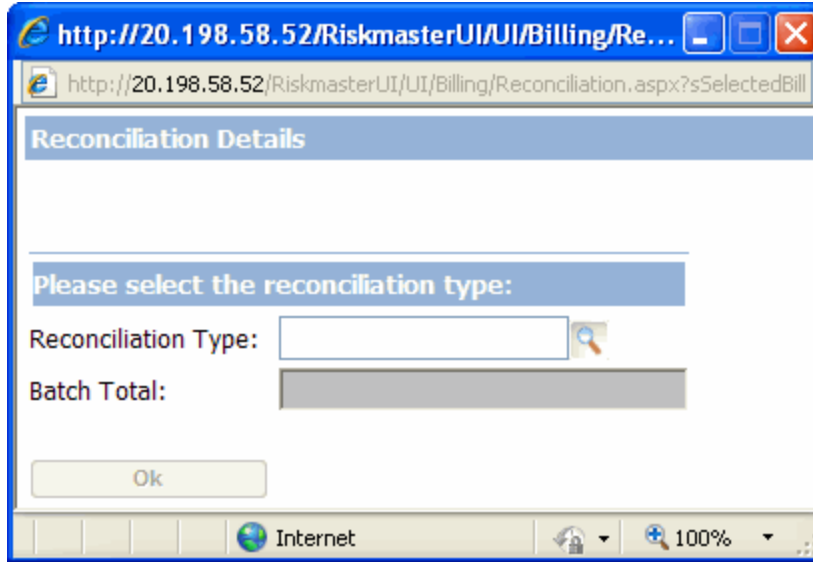 http://20.198.58.52/RiskmasterUI/UI/Billing/Re...
http://20.198.58.52/RiskmasterUI/UI/Billing/Reconciliation.aspx?sSelectedBill
Reconciliation Details
Please select the reconciliation type:
Reconciliation Type:
Batch Total:
Ok
Internet 100%